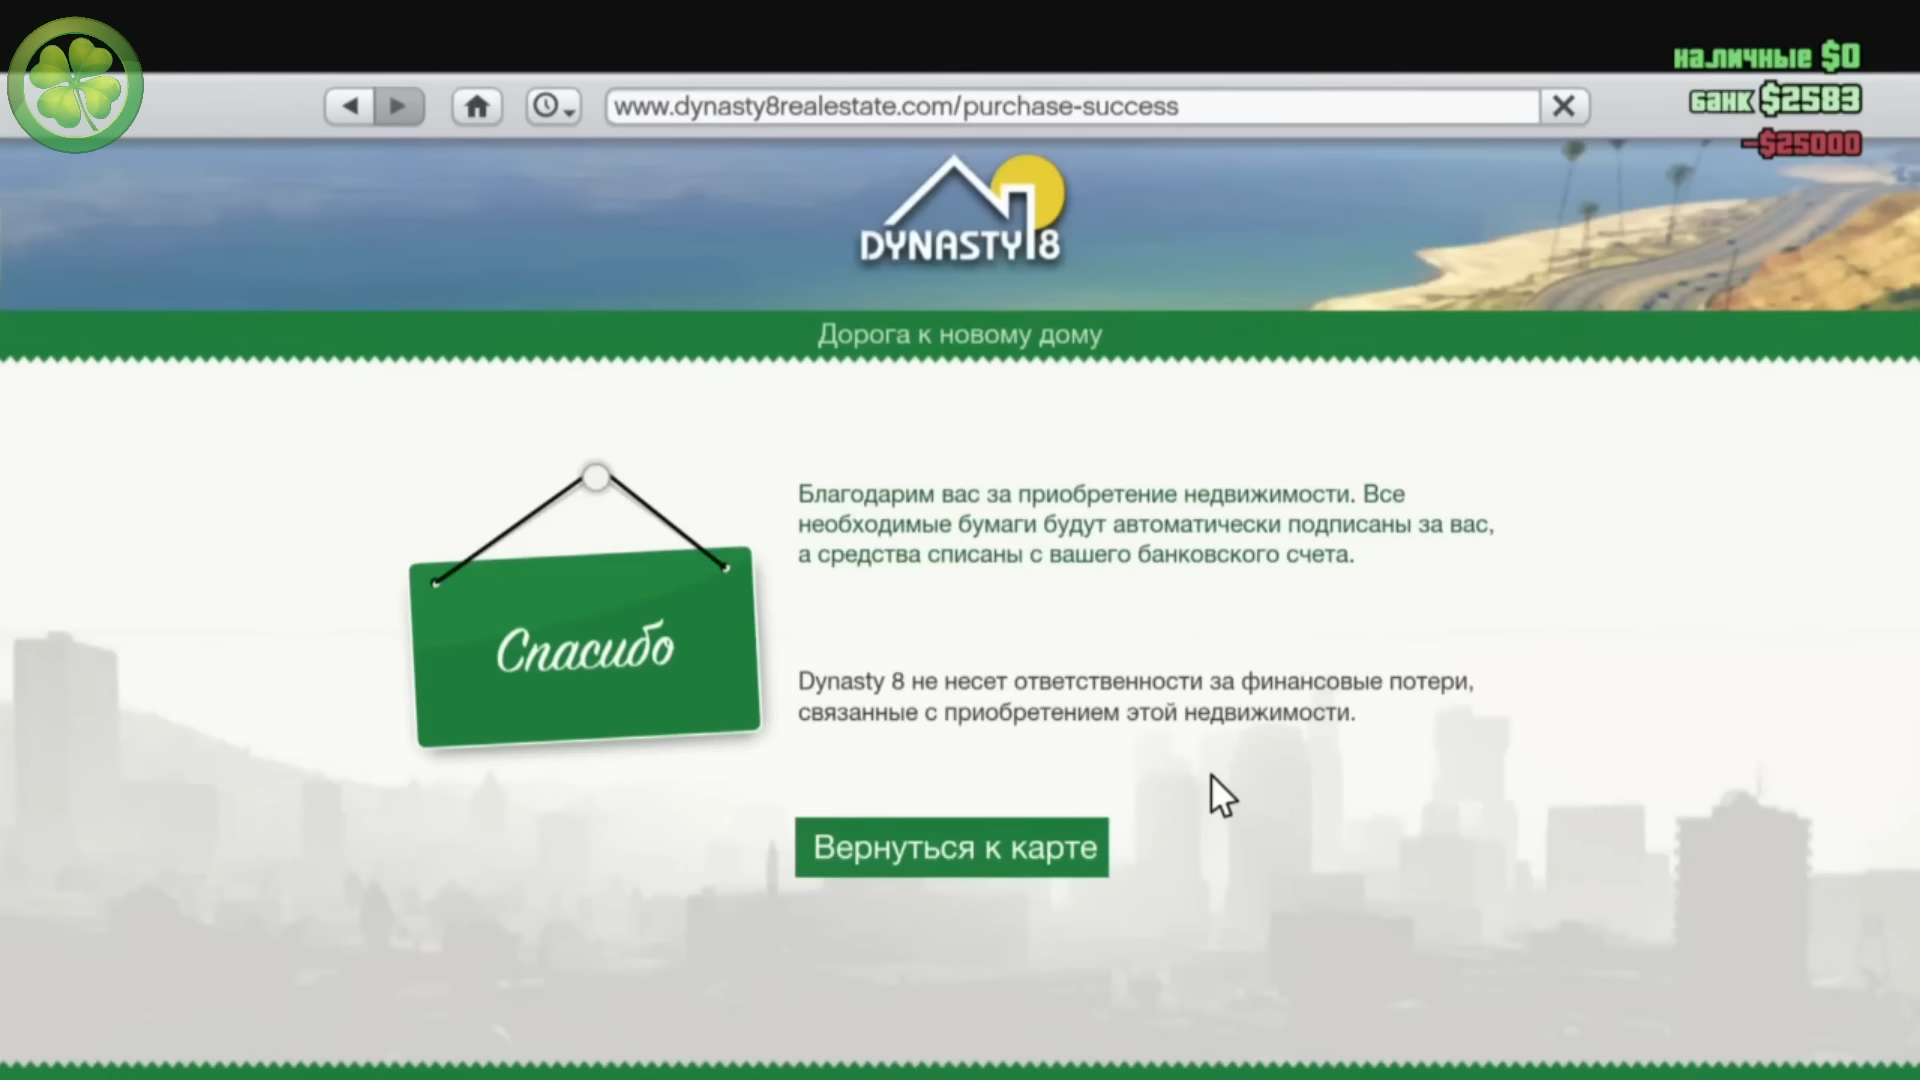 наличные $0
www.dynasty8realestate.com/purchase-success
банк $2583
-$25000
DYNASTY 8
Дорога к новому дому
Благодарим вас за приобретение недвижимости. Все
необходимые бумаги будут автоматически подписаны за вас,
а средства списаны с вашего банковского счета.
Спасибо
Dynasty 8 не несет ответственности за финансовые потери,
связанные с приобретением этой недвижимости.
Вернуться к карте